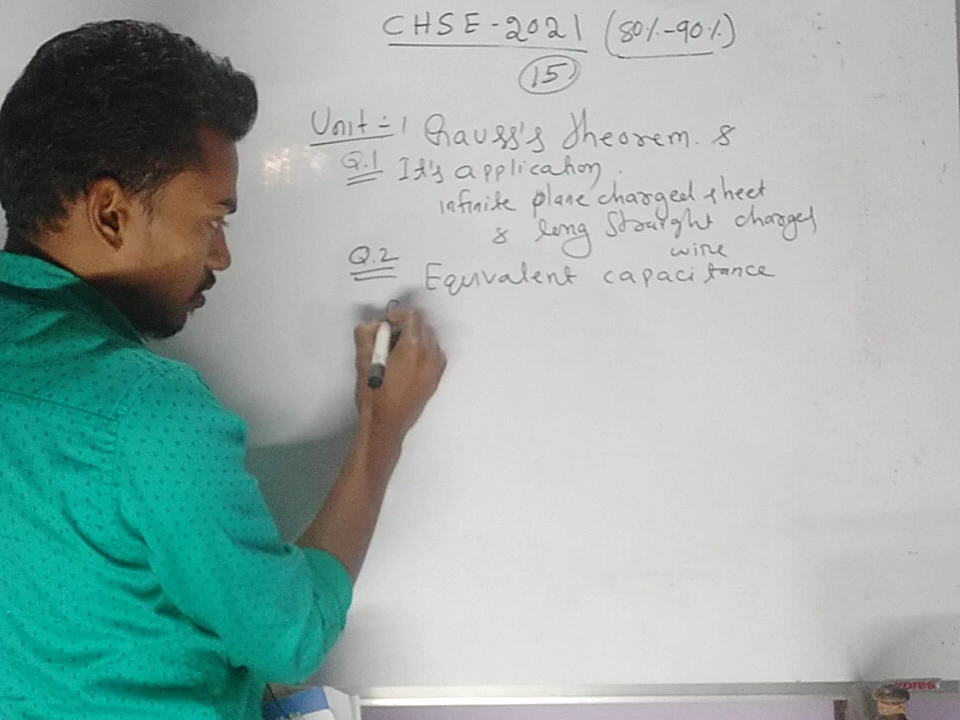 CHSE-2021 (80%-90%)
15
Unit=1 Gauss's theorem. &
Q.1 It's application.
infinite plane charged sheet
& long straight charged
wire
Q.2 Equivalent capacitance